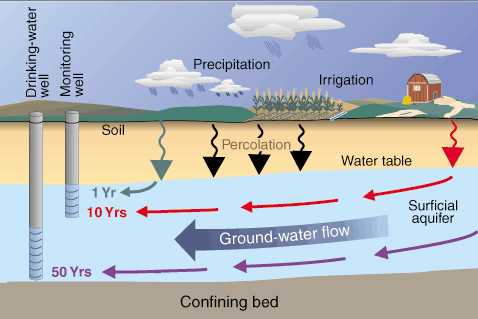 Drinking-water
well
Monitoring
well
Precipitation
Irrigation
Soil
Percolation
Water table
1 Yr
10 Yrs
Surficial
aquifer
Ground-water flow
50 Yrs
Confining bed